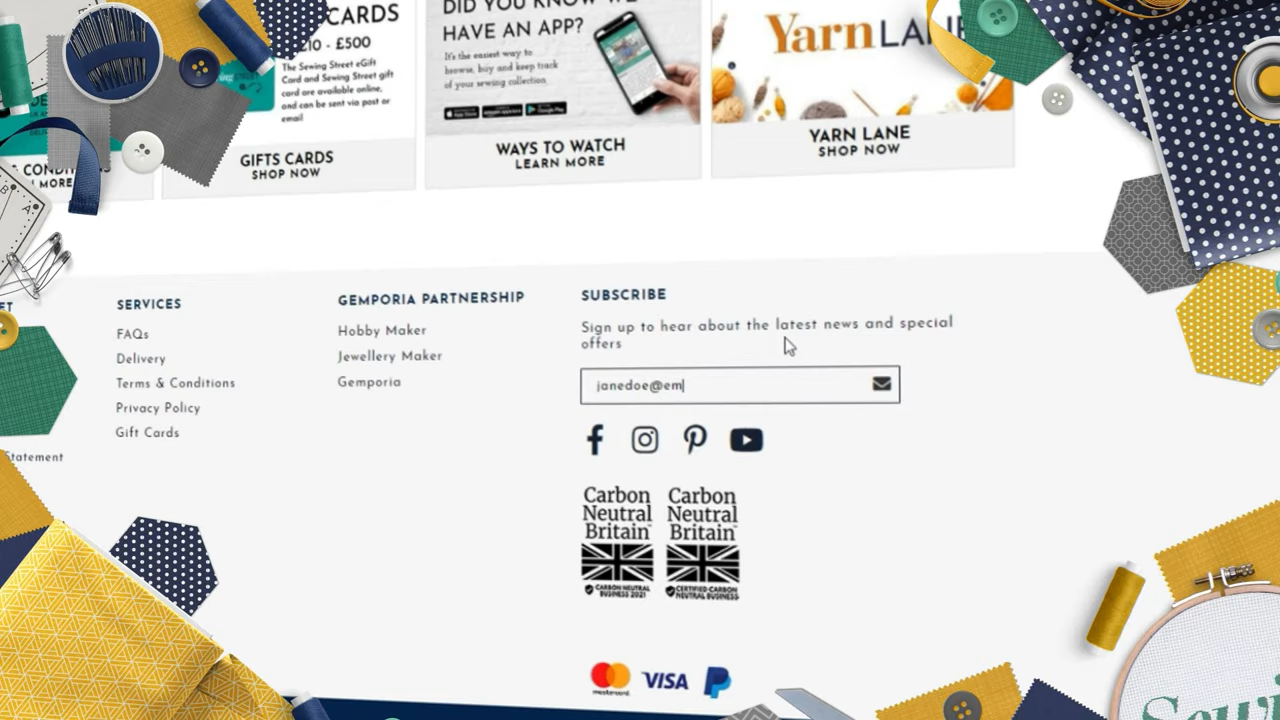 CARDS
£10 - £500
The Sewing Street eGift
Card and Sewing Street gift
card are available online,
and can be sent via post or
email
GIFTS CARDS
SHOP NOW
DID YOU KNOW WE
HAVE AN APP?
It's the easiest way to
browse, buy and keep track
of your sewing collection
WAYS TO WATCH
LEARN MORE
Yarn LANE
YARN LANE
SHOP NOW
MORE
SERVICES
FAQs
Delivery
Terms & Conditions
Privacy Policy
Gift Cards
Statement
GEMPORIA PARTNERSHIP
Hobby Maker
Jewellery Maker
Gemporia
SUBSCRIBE
Sign up to hear about the latest news and special
offers
janedoe@em
Carbon
Neutral
Britain
CARBON NEUTRAL
BUSINESS 2021
Carbon
Neutral
Britain
CERTIFIED CARBON
NEUTRAL BUSINESS
mastercard
VISA
Sewi